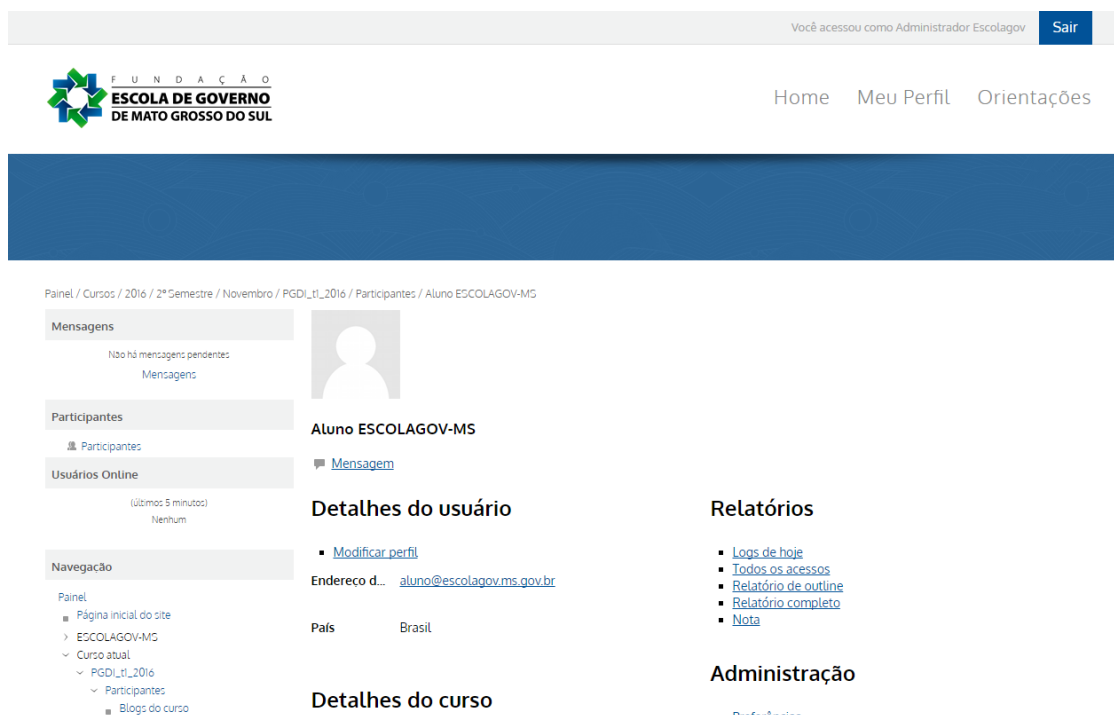 Você acessou como Administrador Escolagov Sair
FUNDAÇÃO
ESCOLA DE GOVERNO
DE MATO GROSSO DO SUL
Home Meu Perfil Orientações
Painel / Cursos / 2016 / 2º Semestre / Novembro / PGDI_t1_2016 / Participantes / Aluno ESCOLAGOV-MS
Mensagens
Não há mensagens pendentes
Mensagens
Participantes
Participantes
Usuários Online
(últimos 5 minutos)
Nenhum
Navegação
Painel
Página inicial do site
ESCOLAGOV-MS
Curso atual
PGDI_t1_2016
Participantes
Blogs do curso
Aluno ESCOLAGOV-MS
Mensagem
Detalhes do usuário
Modificar perfil
Endereço d... aluno@escolagov.ms.gov.br
País Brasil
Detalhes do curso
Relatórios
Logs de hoje
Todos os acessos
Relatório de outline
Relatório completo
Nota
Administração
Preferências